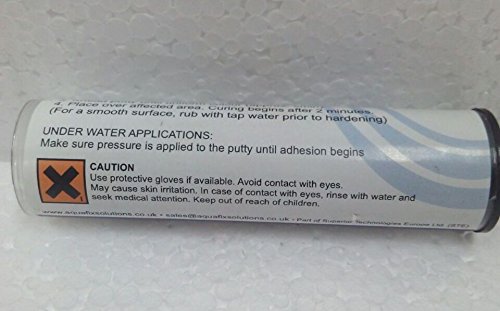 4. Place over affected area. Curing begins after 2 minutes.
(For a smooth surface, rub with tap water prior to hardening)
UNDER WATER APPLICATIONS:
Make sure pressure is applied to the putty until adhesion begins
CAUTION
Use protective gloves if available. Avoid contact with eyes.
May cause skin irritation. In case of contact with eyes, rinse with water and
seek medical attention. Keep out of reach of children.
www.aquafixsolutions.co.uk • sales@aquafixsolutions.co.uk • Part of Superior Technologies Europe Ltd. (STE)